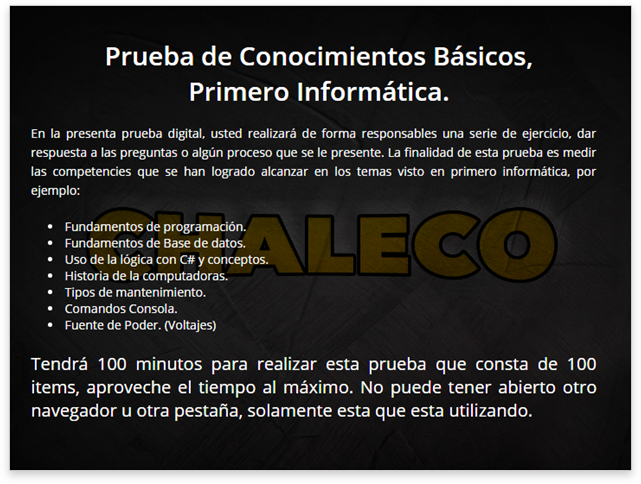 Prueba de Conocimientos Básicos,
Primero Informática.
En la presenta prueba digital, usted realizará de forma responsables una serie de ejercicio, dar
respuesta a las preguntas o algún proceso que se le presente. La finalidad de esta prueba es medir
las competencies que se han logrado alcanzar en los temas visto en primero informática, por
ejemplo:
• Fundamentos de programación.
• Fundamentos de Base de datos.
• Uso de la lógica con C# y conceptos.
• Historia de la computadoras.
• Tipos de mantenimiento.
• Comandos Consola.
• Fuente de Poder. (Voltajes)
CHALECO
Tendrá 100 minutos para realizar esta prueba que consta de 100
items, aproveche el tiempo al máximo. No puede tener abierto otro
navegador u otra pestaña, solamente esta que esta utilizando.